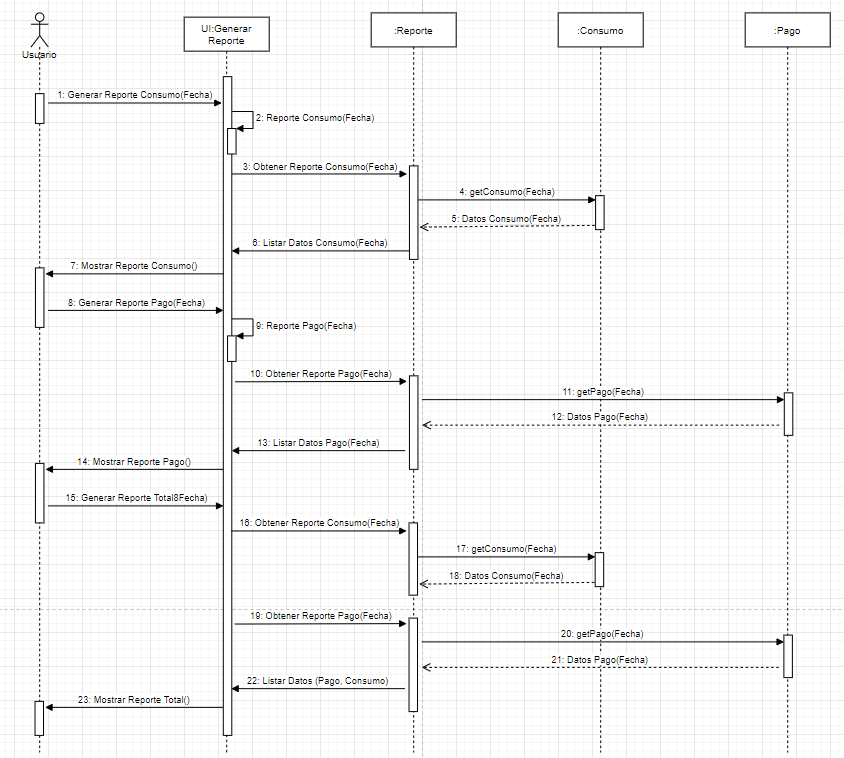 UI:Generar
Reporte
:Reporte
:Consumo
:Pago
Usuario
1: Generar Reporte Consumo(Fecha)
2: Reporte Consumo(Fecha)
3: Obtener Reporte Consumo(Fecha)
4: getConsumo(Fecha)
5: Datos Consumo(Fecha)
6: Listar Datos Consumo(Fecha)
7: Mostrar Reporte Consumo()
8: Generar Reporte Pago(Fecha)
9: Reporte Pago(Fecha)
10: Obtener Reporte Pago(Fecha)
11: getPago(Fecha)
12: Datos Pago(Fecha)
13: Listar Datos Pago(Fecha)
14: Mostrar Reporte Pago()
15: Generar Reporte Total8Fecha)
16: Obtener Reporte Consumo(Fecha)
17: getConsumo(Fecha)
18: Datos Consumo(Fecha)
19: Obtener Reporte Pago(Fecha)
20: getPago(Fecha)
21: Datos Pago(Fecha)
22: Listar Datos (Pago, Consumo)
23: Mostrar Reporte Total()